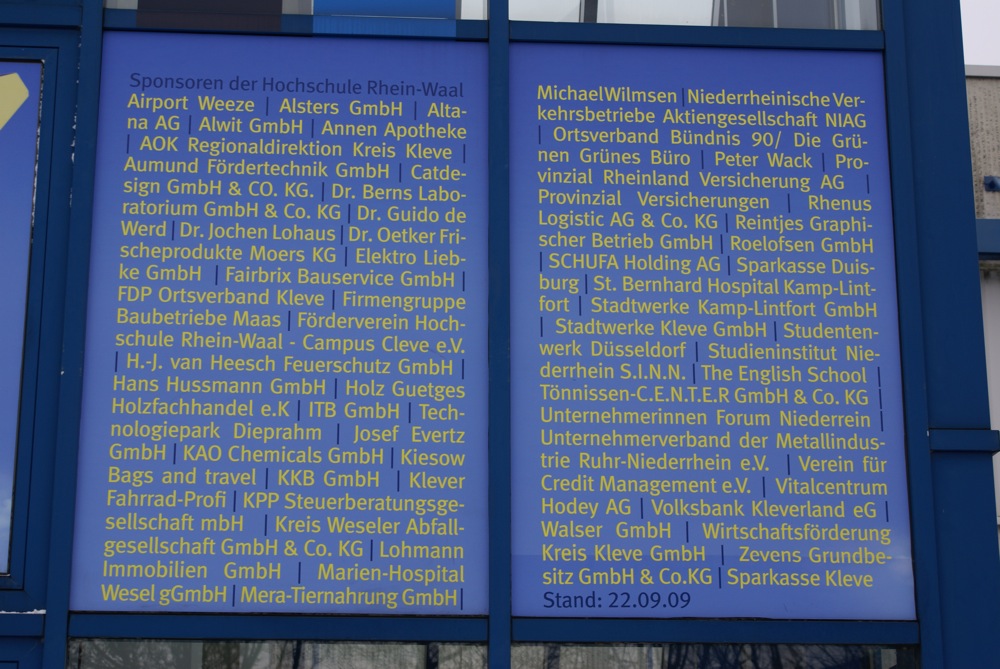 Sponsoren der Hochschule Rhein-Waal
Airport Weeze | Alsters GmbH | Alta-
na AG | Alwit GmbH | Annen Apotheke
| AOK Regionaldirektion Kreis Kleve |
Aumund Fördertechnik GmbH | Catde-
sign GmbH & CO. KG. | Dr. Berns Labo-
ratorium GmbH & Co. KG | Dr. Guido de
Werd | Dr. Jochen Lohaus | Dr. Oetker Fri-
scheprodukte Moers KG | Elektro Lieb-
ke GmbH | Fairbrix Bauservice GmbH |
FDP Ortsverband Kleve | Firmengruppe
Baubetriebe Maas | Förderverein Hoch-
schule Rhein-Waal - Campus Cleve e.V.
| H.-J. van Heesch Feuerschutz GmbH |
Hans Hussmann GmbH | Holz Guetges
Holzfachhandel e.K | ITB GmbH | Tech-
nologiepark Dieprahm | Josef Evertz
GmbH | KAO Chemicals GmbH | Kiesow
Bags and travel | KKB GmbH | Klever
Fahrrad-Profi | KPP Steuerberatungsge-
sellschaft mbH | Kreis Weseler Abfall-
gesellschaft GmbH & Co. KG | Lohmann
Immobilien GmbH | Marien-Hospital
Wesel gGmbH | Mera-Tiernahrung GmbH |
MichaelWilmsen | Niederrheinische Ver-
kehrsbetriebe Aktiengesellschaft NIAG
| Ortsverband Bündnis 90/ Die Grü-
nen Grünes Büro | Peter Wack | Pro-
vinzial Rheinland Versicherung AG |
Provinzial Versicherungen | Rhenus
Logistic AG & Co. KG | Reintjes Graphi-
scher Betrieb GmbH | Roelofsen GmbH
| SCHUFA Holding AG | Sparkasse Duis-
burg | St. Bernhard Hospital Kamp-Lint-
fort | Stadtwerke Kamp-Lintfort GmbH
| Stadtwerke Kleve GmbH | Studenten-
werk Düsseldorf | Studieninstitut Nie-
derrhein S.I.N.N. | The English School |
Tönnissen-C.E.N.T.E.R GmbH & Co. KG |
Unternehmerinnen Forum Niederrein |
Unternehmerverband der Metallindus-
trie Ruhr-Niederrhein e.V. | Verein für
Credit Management e.V. | Vitalcentrum
Hodey AG | Volksbank Kleverland eG |
Walser GmbH | Wirtschaftsförderung
Kreis Kleve GmbH | Zevens Grundbe-
sitz GmbH & Co.KG | Sparkasse Kleve
Stand: 22.09.09